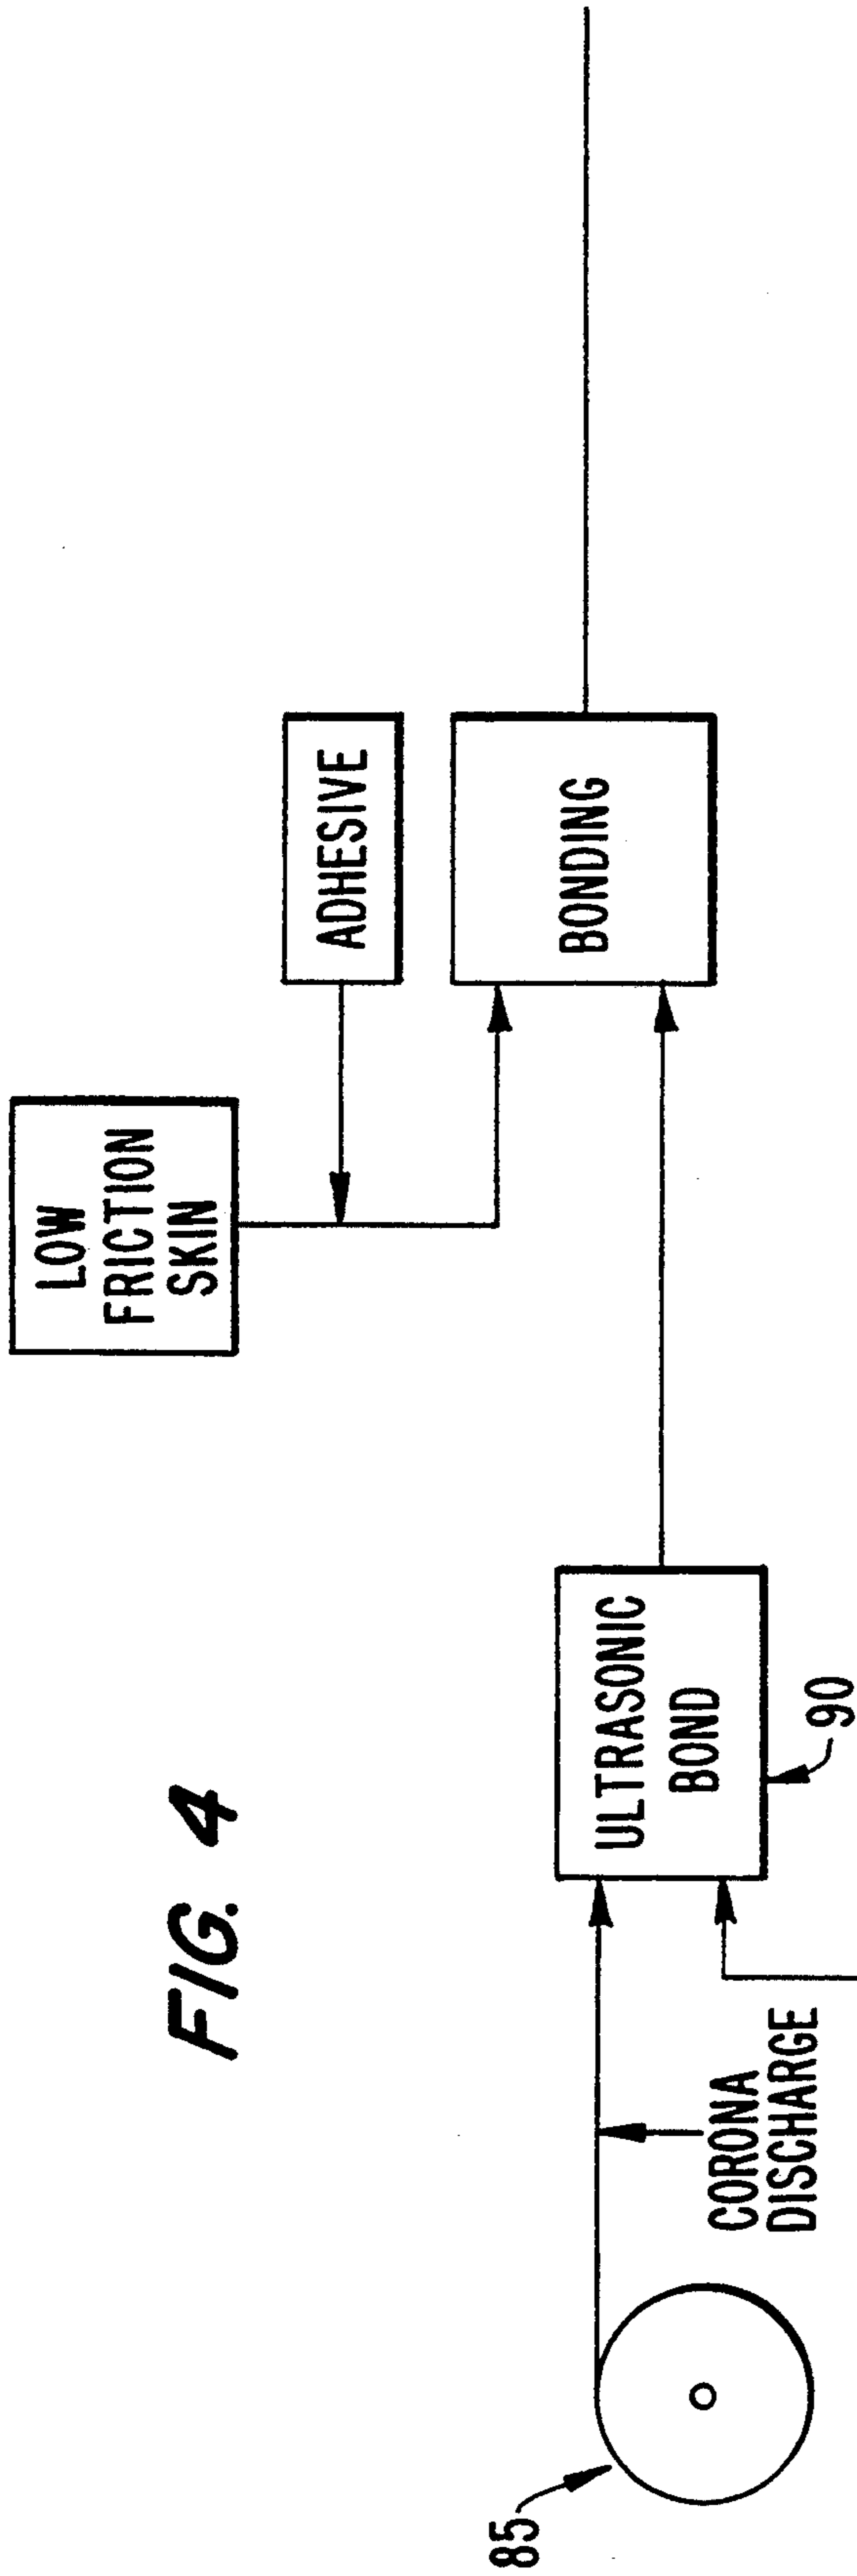 FIG. 4
LOW
FRICTION
SKIN
ADHESIVE
BONDING
ULTRASONIC
BOND
90
CORONA
DISCHARGE
85